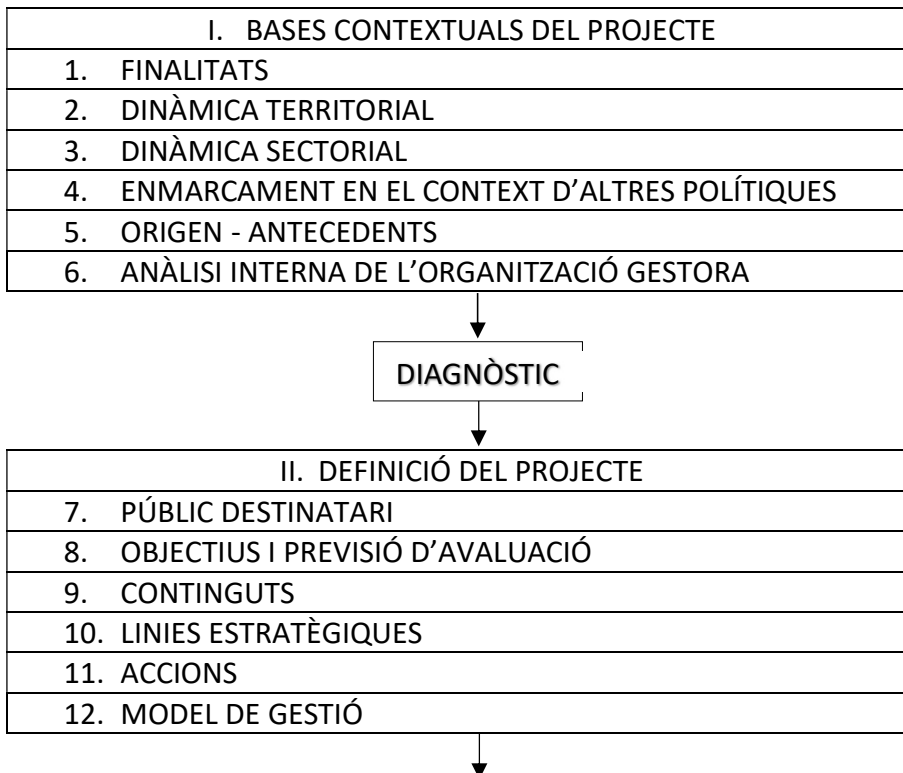 I. BASES CONTEXTUALS DEL PROJECTE
1. FINALITATS
2. DINÀMICA TERRITORIAL
3. DINÀMICA SECTORIAL
4. ENMARCAMENT EN EL CONTEXT D'ALTRES POLÍTIQUES
5. ORIGEN - ANTECEDENTS
6. ANÀLISI INTERNA DE L'ORGANITZACIÓ GESTORA
DIAGNÒSTIC
II. DEFINICIÓ DEL PROJECTE
7. PÚBLIC DESTINATARI
8. OBJECTIUS I PREVISIÓ D'AVALUACIÓ
9. CONTINGUTS
10. LINIES ESTRATÈGIQUES
11. ACCIONS
12. MODEL DE GESTIÓ